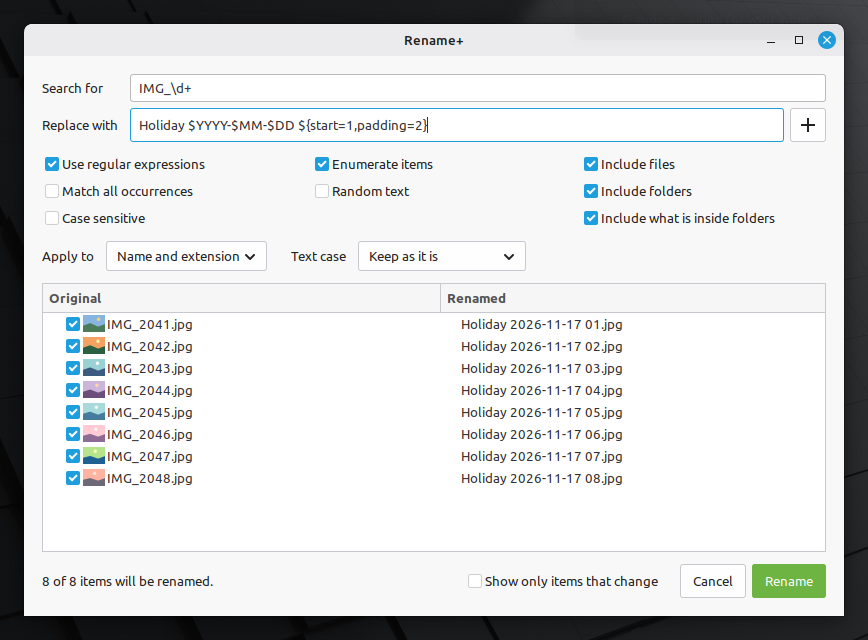 Rename+
Search for IMG_\d+
Replace with Holiday $YYYY-$MM-$DD ${start=1,padding=2}
Use regular expressions Enumerate items Include files
Match all occurrences Random text Include folders
Case sensitive Include what is inside folders
Apply to Name and extension Text case Keep as it is
Original Renamed
IMG_2041.jpg Holiday 2026-11-17 01.jpg
IMG_2042.jpg Holiday 2026-11-17 02.jpg
IMG_2043.jpg Holiday 2026-11-17 03.jpg
IMG_2044.jpg Holiday 2026-11-17 04.jpg
IMG_2045.jpg Holiday 2026-11-17 05.jpg
IMG_2046.jpg Holiday 2026-11-17 06.jpg
IMG_2047.jpg Holiday 2026-11-17 07.jpg
IMG_2048.jpg Holiday 2026-11-17 08.jpg
8 of 8 items will be renamed. Show only items that change Cancel Rename